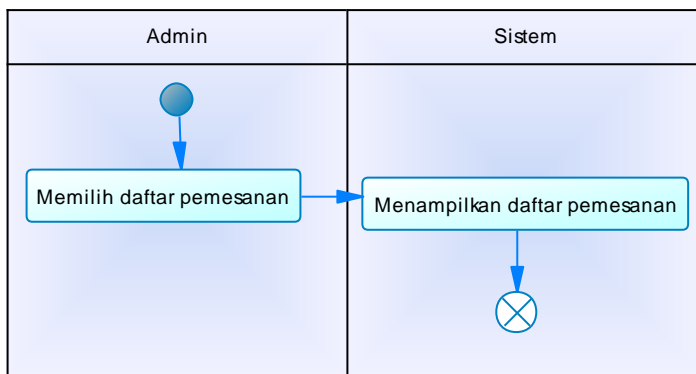 Admin
Sistem
Memilih daftar pemesanan
Menampilkan daftar pemesanan